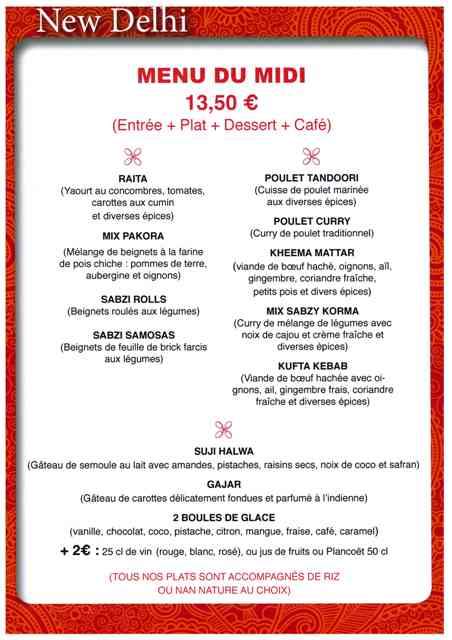 New Delhi
MENU DU MIDI
13,50 €
(Entrée + Plat + Dessert + Café)
RAITA
(Yaourt au concombres, tomates,
carottes aux cumin
et diverses épices)
MIX PAKORA
(Mélange de beignets à la farine
de pois chiche : pommes de terre,
aubergine et oignons)
SABZI ROLLS
(Beignets roulés aux légumes)
SABZI SAMOSAS
(Beignets de feuille de brick farcis
aux légumes)
POULET TANDOORI
(Cuisse de poulet marinée
aux diverses épices)
POULET CURRY
(Curry de poulet traditionnel)
KHEEMA MATTAR
(viande de bœuf haché, oignons, aïl,
gingembre, coriandre fraîche,
petits pois et divers épices)
MIX SABZY KORMA
(Curry de mélange de légumes avec
noix de cajou et crème fraîche et
diverses épices)
KUFTA KEBAB
(Viande de bœuf hachée avec oi-
gnons, ail, gingembre frais, coriandre
fraîche et diverses épices)
SUJI HALWA
(Gâteau de semoule au lait avec amandes, pistaches, raisins secs, noix de coco et safran)
GAJAR
(Gâteau de carottes délicatement fondues et parfumé à l'indienne)
2 BOULES DE GLACE
(vanille, chocolat, coco, pistache, citron, mangue, fraise, café, caramel)
+ 2€ : 25 cl de vin (rouge, blanc, rosé), ou jus de fruits ou Plancoët 50 cl
(TOUS NOS PLATS SONT ACCOMPAGNÉS DE RIZ
OU NAN NATURE AU CHOIX)